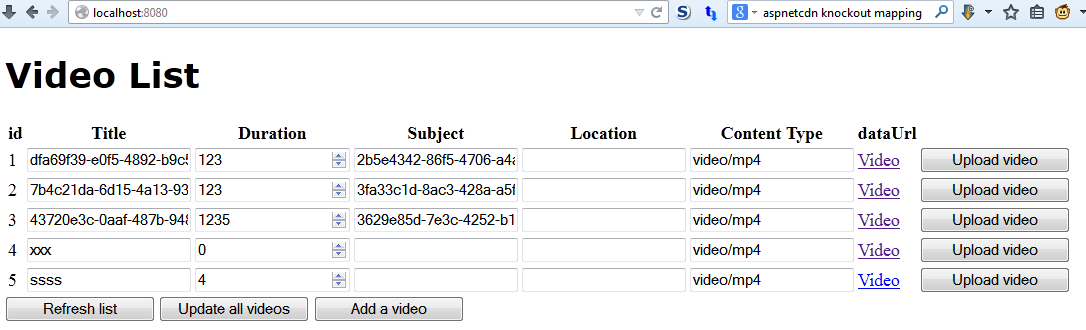 localhost:8080 aspnetcdn knockout mapping
Video List
id Title Duration Subject Location Content Type dataUrl
1 dfa69f39-e0f5-4892-b9c5 123 2b5e4342-86f5-4706-a4a video/mp4 Video Upload video
2 7b4c21da-6d15-4a13-93 123 3fa33c1d-8ac3-428a-a5f video/mp4 Video Upload video
3 43720e3c-0aaf-487b-948 1235 3629e85d-7e3c-4252-b1 video/mp4 Video Upload video
4 xxx 0 video/mp4 Video Upload video
5 ssss 4 video/mp4 Video Upload video
Refresh list Update all videos Add a video